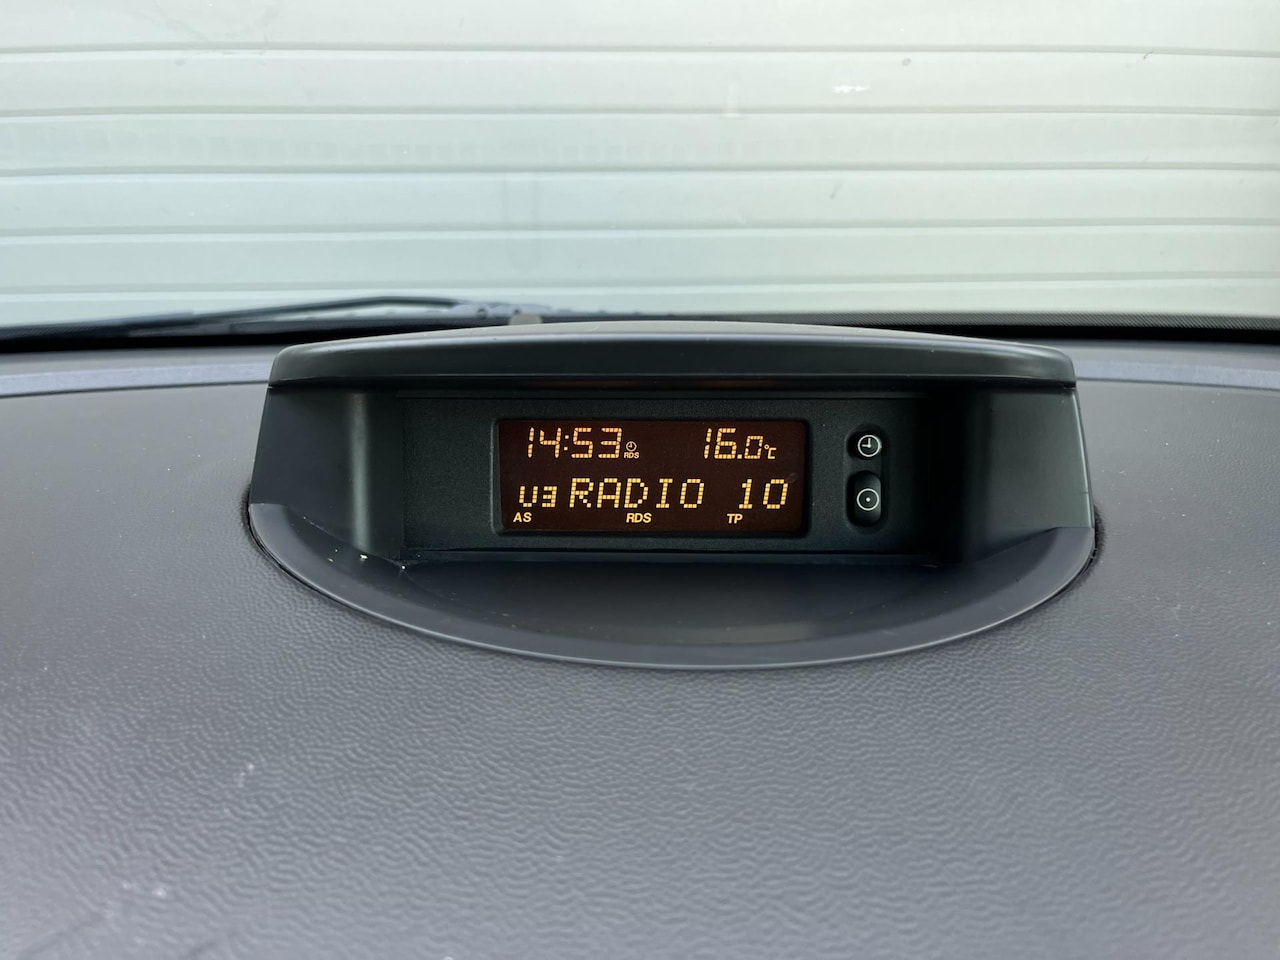 14:53 RDS 16.0°C
U3 RADIO 10
AS RDS TP